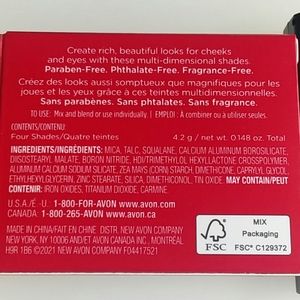 Create rich, beautiful looks for cheeks
and eyes with these multi-dimensional shades.
Paraben-Free. Phthalate-Free. Fragrance-Free.
Créez des looks aussi somptueux que magnifiques pour les
joues et les yeux grâce à ces teintes multidimensionnelles.
Sans parabènes. Sans phtalates. Sans fragrance.
TO USE: Mix and blend or use individually. | EMPLOI : À combiner ou à utiliser seules.
CONTENTS/CONTENU:
Four Shades/Quatre teintes 4.2 g / net wt. 0.148 oz. Total
INGREDIENTS/INGRÉDIENTS: MICA, TALC, SQUALANE, CALCIUM ALUMINUM BOROSILICATE,
DIISOSTEARYL MALATE, BORON NITRIDE, HDI/TRIMETHYLOL HEXYLLACTONE CROSSPOLYMER,
ALUMINUM CALCIUM SODIUM SILICATE, ZEA MAYS (CORN) STARCH, DIMETHICONE, CAPRYLYL GLYCOL,
ETHYLHEXYLGLYCERIN, ZINC STEARATE, SILICA, DIMETHICONOL, TIN OXIDE. MAY CONTAIN/PEUT
CONTENIR: IRON OXIDES, TITANIUM DIOXIDE, CARMINE.
U.S.A./É.-U. 1-800-FOR-AVON www.avon.com
CANADA 1-800-265-AVON www.avon.ca
MADE IN CHINA/FAIT EN CHINE DISTR. NEW AVON COMPANY NEW
YORK, NY 10006 AND/ET AVON CANADA INC., MONTRÉAL
H9R 1B6 ©2021 NEW AVON COMPANY F04417521
FSC
MIX
Packaging
FSC® C129372